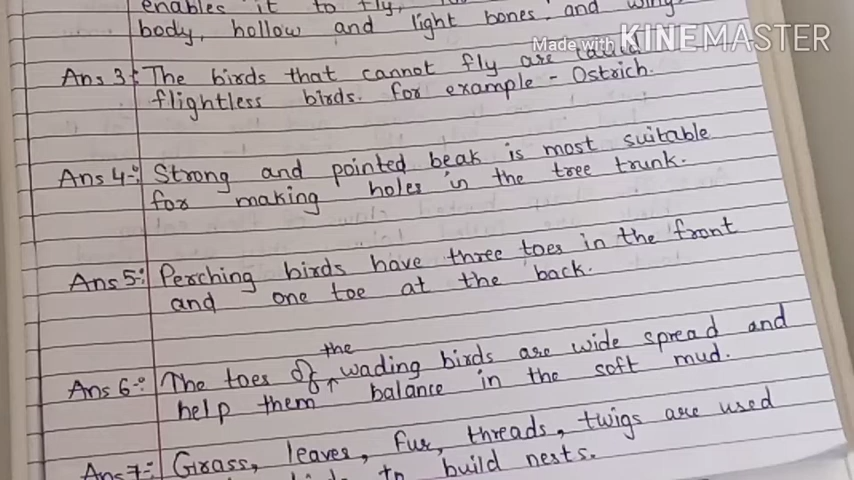 enables it to fly,
body, hollow and light bones and wings
Made with KINEMASTER
Ans 3: The birds that cannot fly are called
flightless birds. for example - Ostrich.
Ans 4: Strong and pointed beak is most suitable
for making holes in the tree trunk.
Ans 5: Perching birds have three toes in the front
and one toe at the back.
the
Ans 6: The toes of ↑ wading birds are wide spread and
help them balance in the soft mud.
Ans 7: Grass, leaves, fur, threads, twigs are used
to build nests.